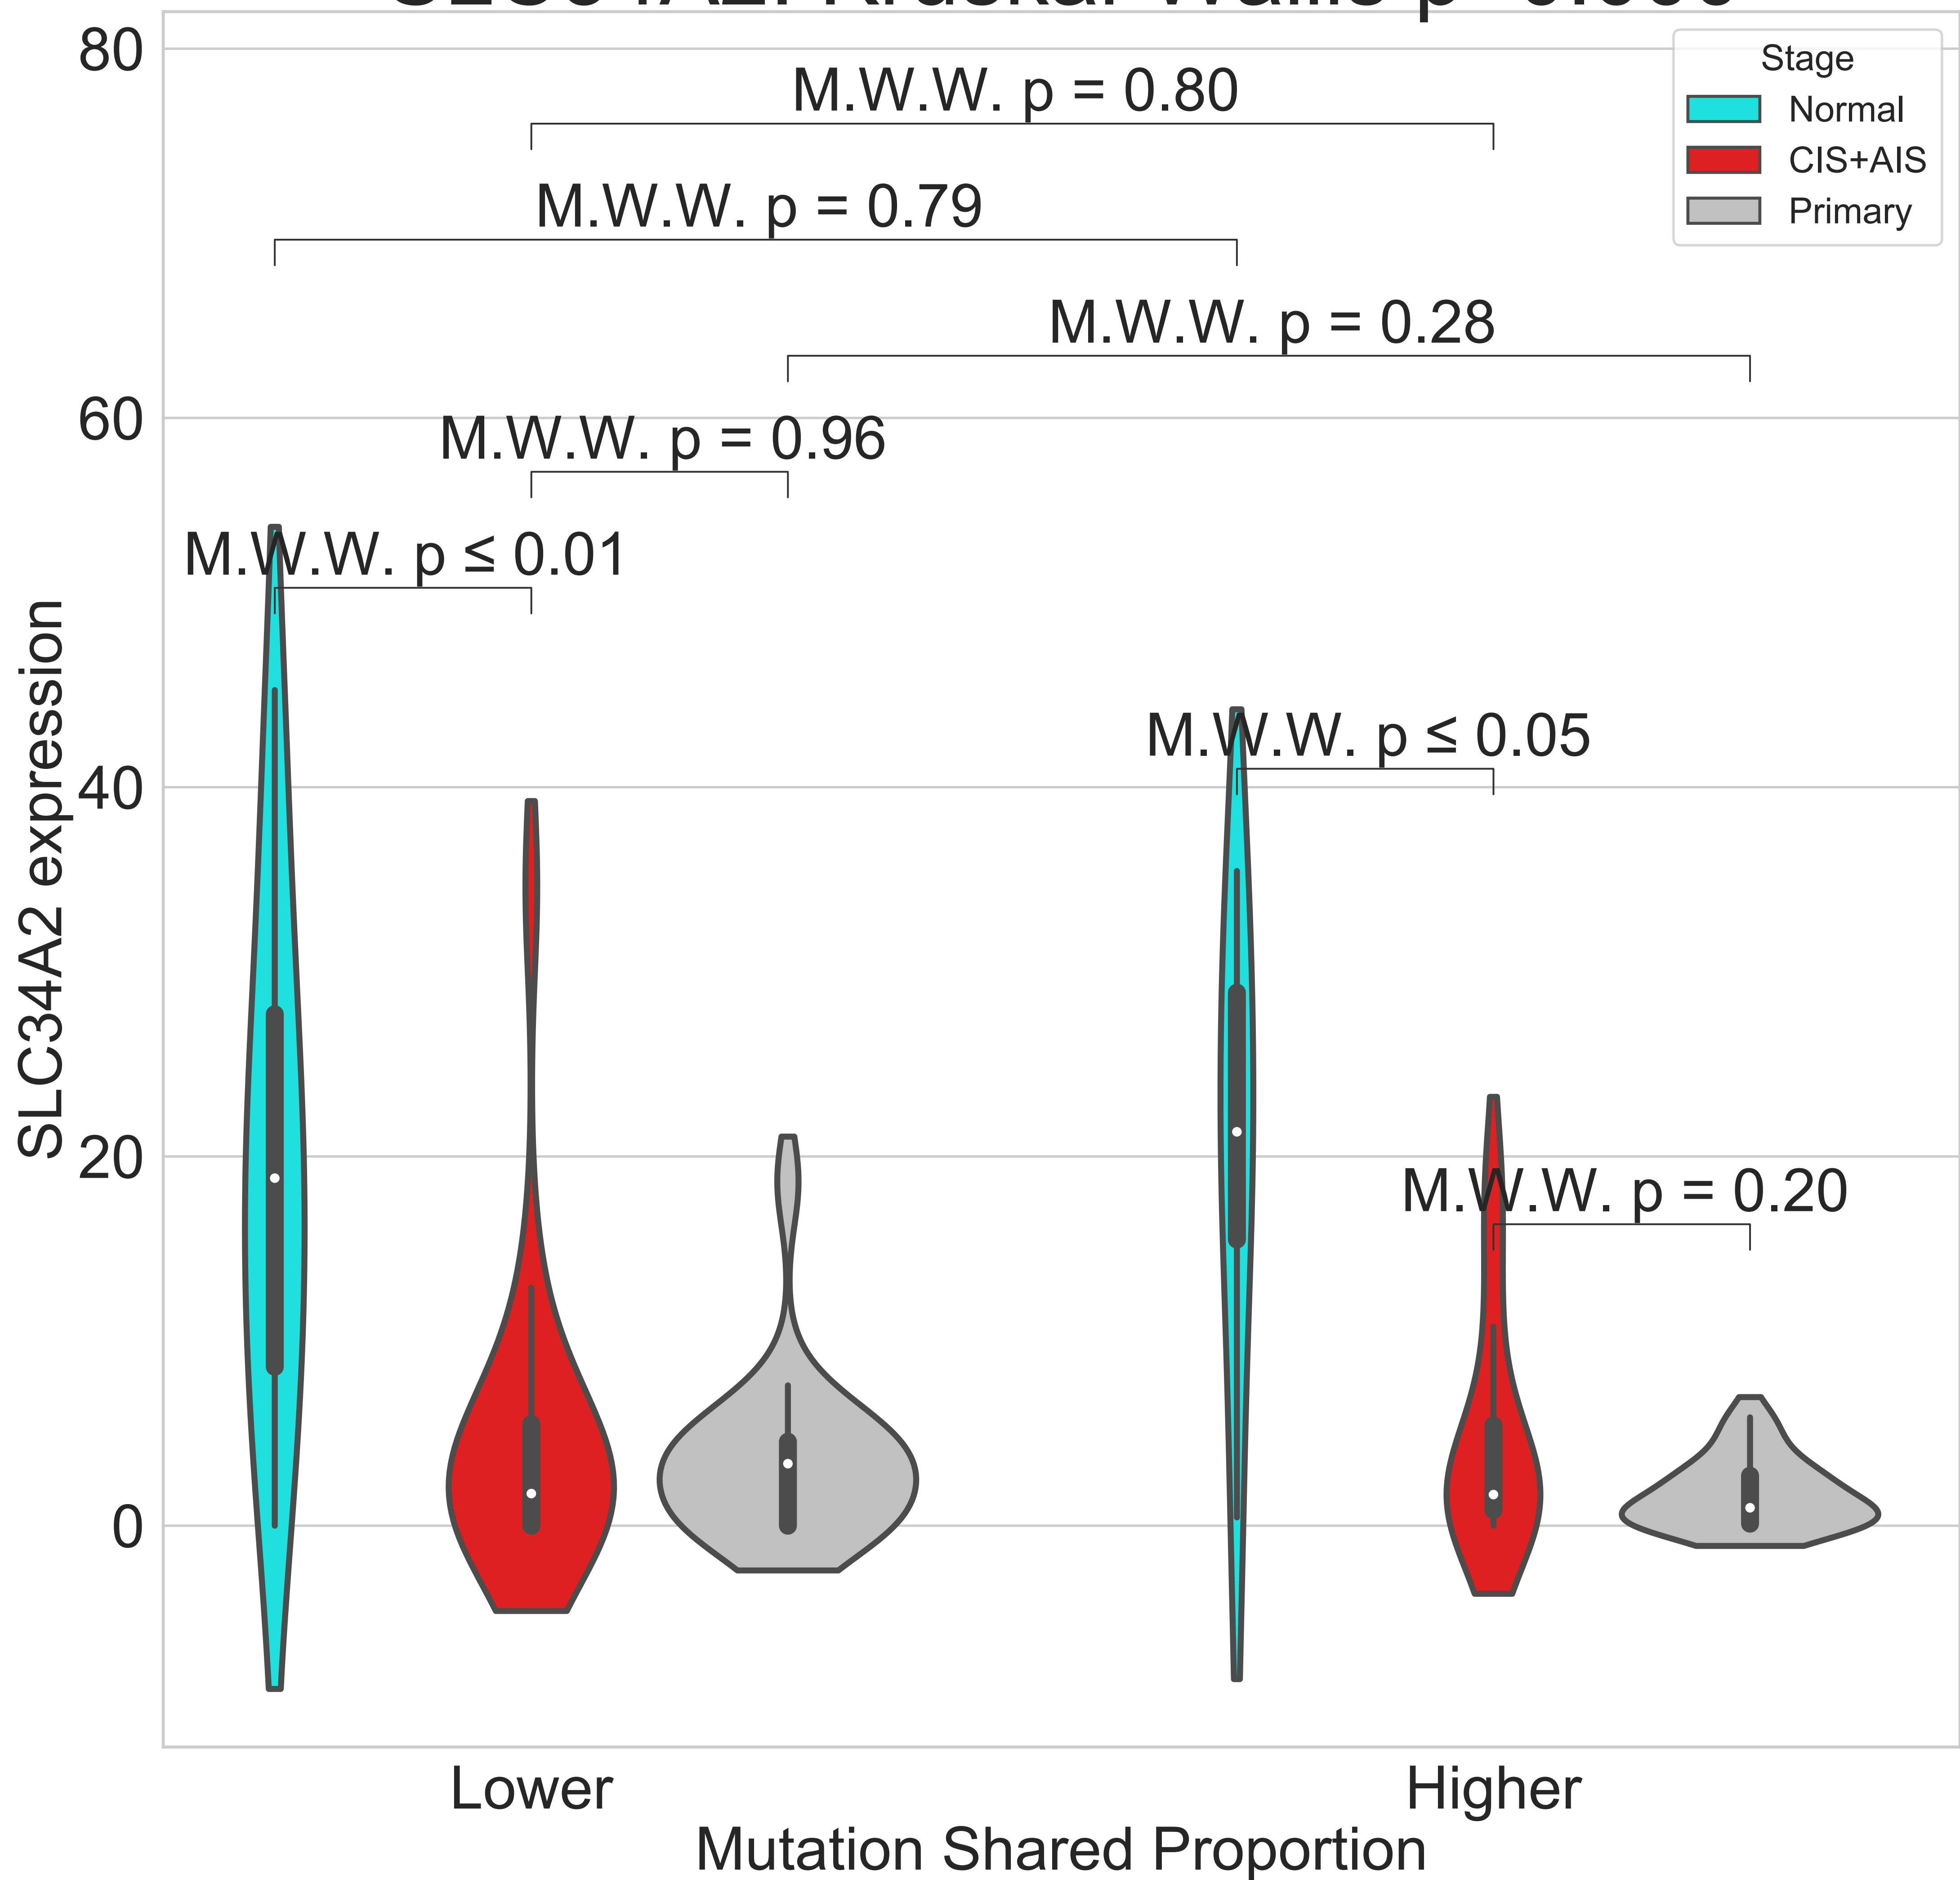 80
60
40
20
0
SLC34A2 expression
Stage
Normal
CIS+AIS
Primary
M.W.W. p = 0.80
M.W.W. p = 0.79
M.W.W. p = 0.28
M.W.W. p = 0.96
M.W.W. p ≤ 0.01
M.W.W. p ≤ 0.05
M.W.W. p = 0.20
Lower
Higher
Mutation Shared Proportion